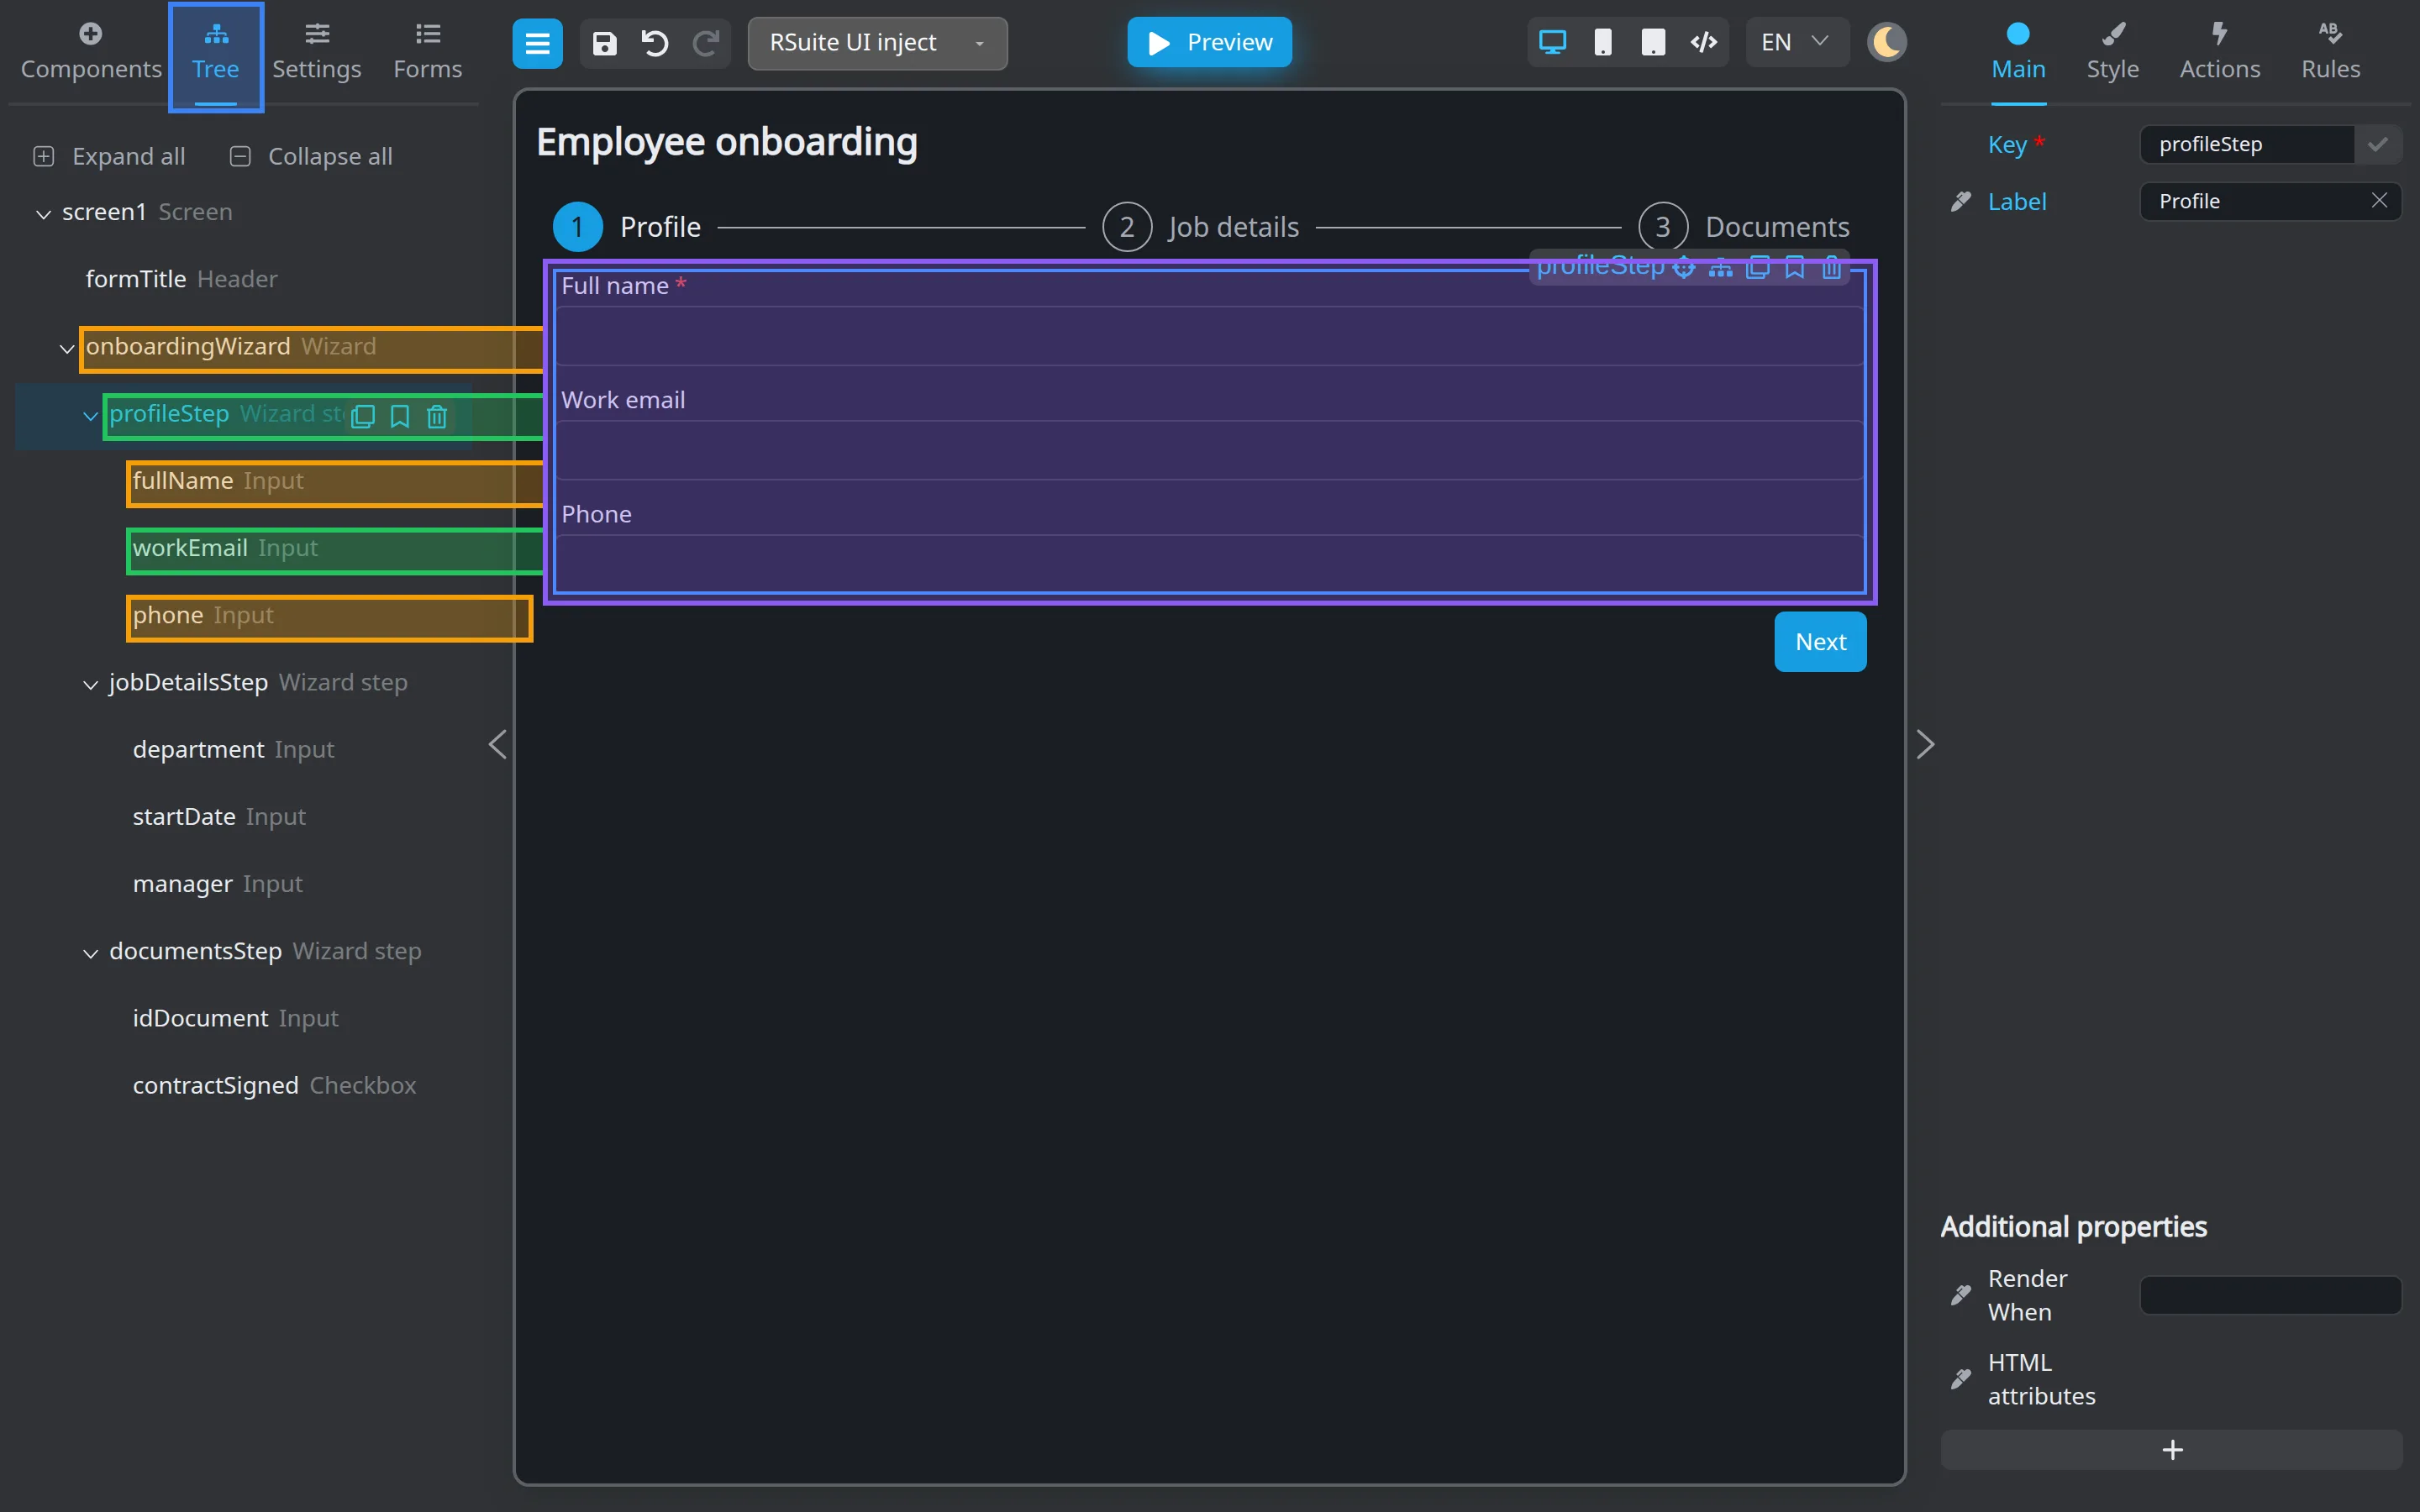 Components Tree Settings Forms
RSuite UI inject
Preview
EN
Main Style Actions Rules
Expand all Collapse all
screen1 Screen
formTitle Header
onboardingWizard Wizard
profileStep Wizard
fullName Input
workEmail Input
phone Input
jobDetailsStep Wizard step
department Input
startDate Input
manager Input
documentsStep Wizard step
idDocument Input
contractSigned Checkbox
Employee onboarding
1 Profile 2 Job details 3 Documents
profileStep
Full name *
Work email
Phone
Next
Key * profileStep
Label Profile
Additional properties
Render
When
HTML
attributes